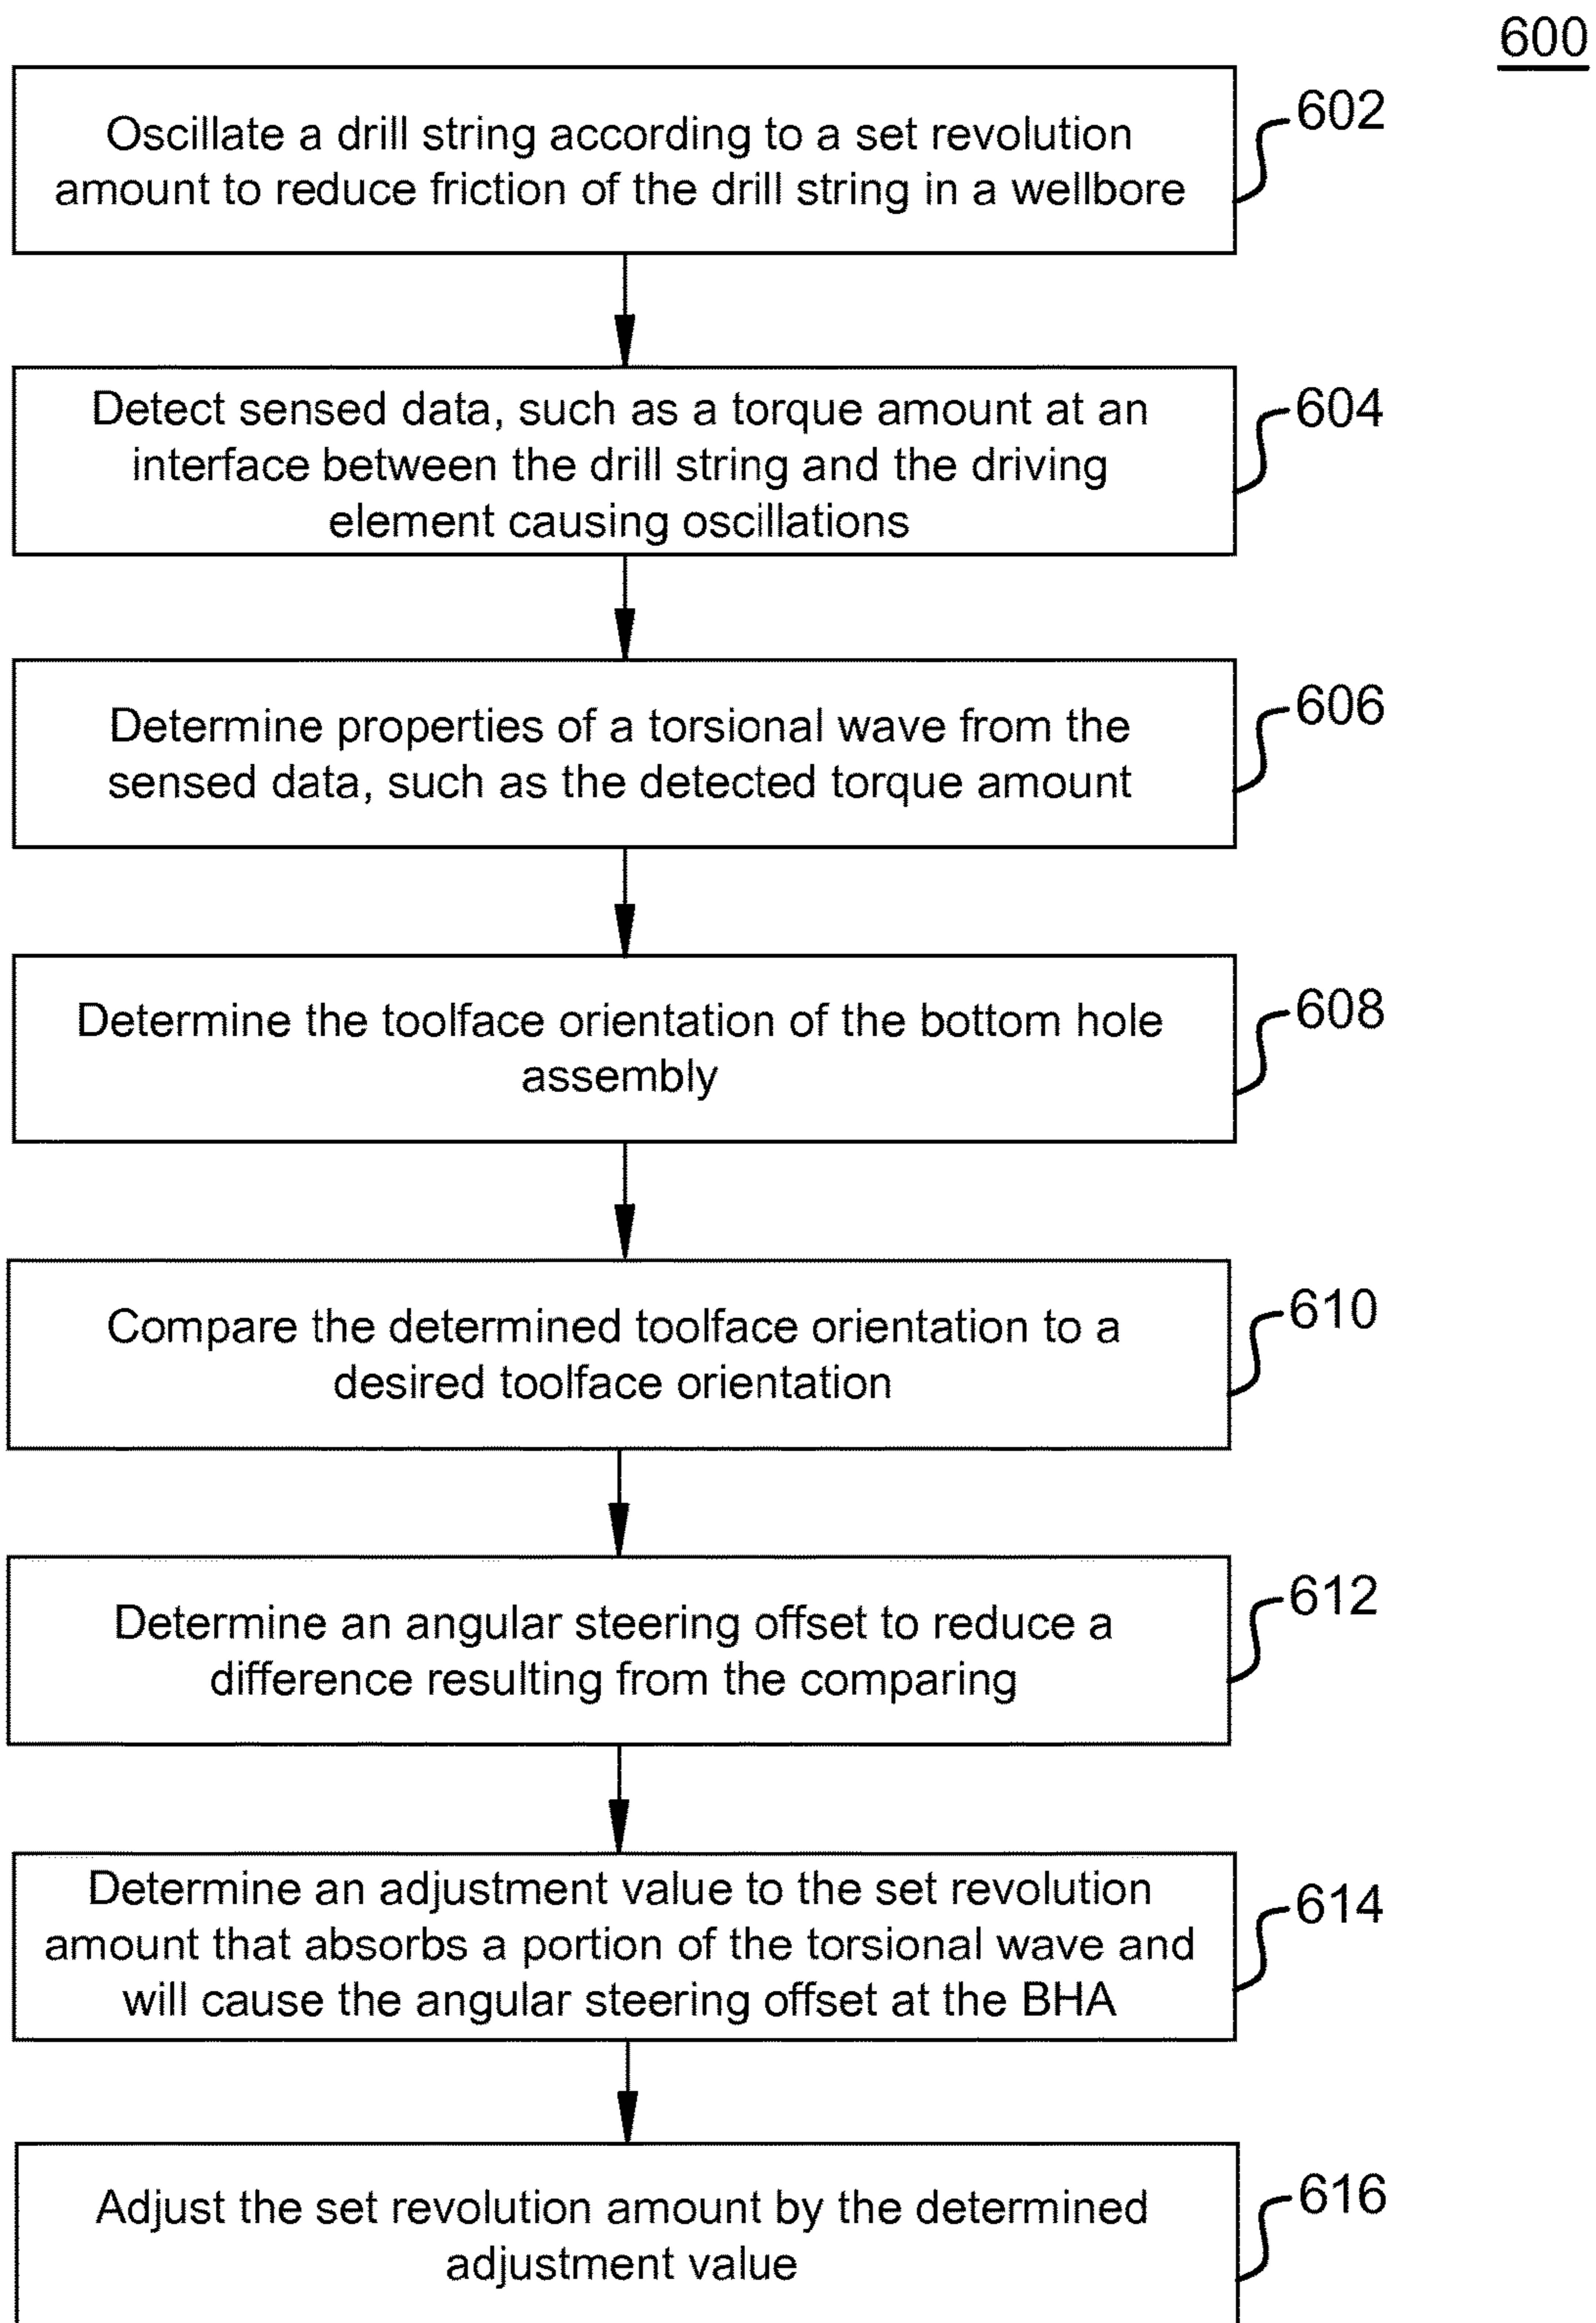 600
Oscillate a drill string according to a set revolution
amount to reduce friction of the drill string in a wellbore
602
Detect sensed data, such as a torque amount at an
interface between the drill string and the driving
element causing oscillations
604
Determine properties of a torsional wave from the
sensed data, such as the detected torque amount
606
Determine the toolface orientation of the bottom hole
assembly
608
Compare the determined toolface orientation to a
desired toolface orientation
610
Determine an angular steering offset to reduce a
difference resulting from the comparing
612
Determine an adjustment value to the set revolution
amount that absorbs a portion of the torsional wave and
will cause the angular steering offset at the BHA
614
Adjust the set revolution amount by the determined
adjustment value
616